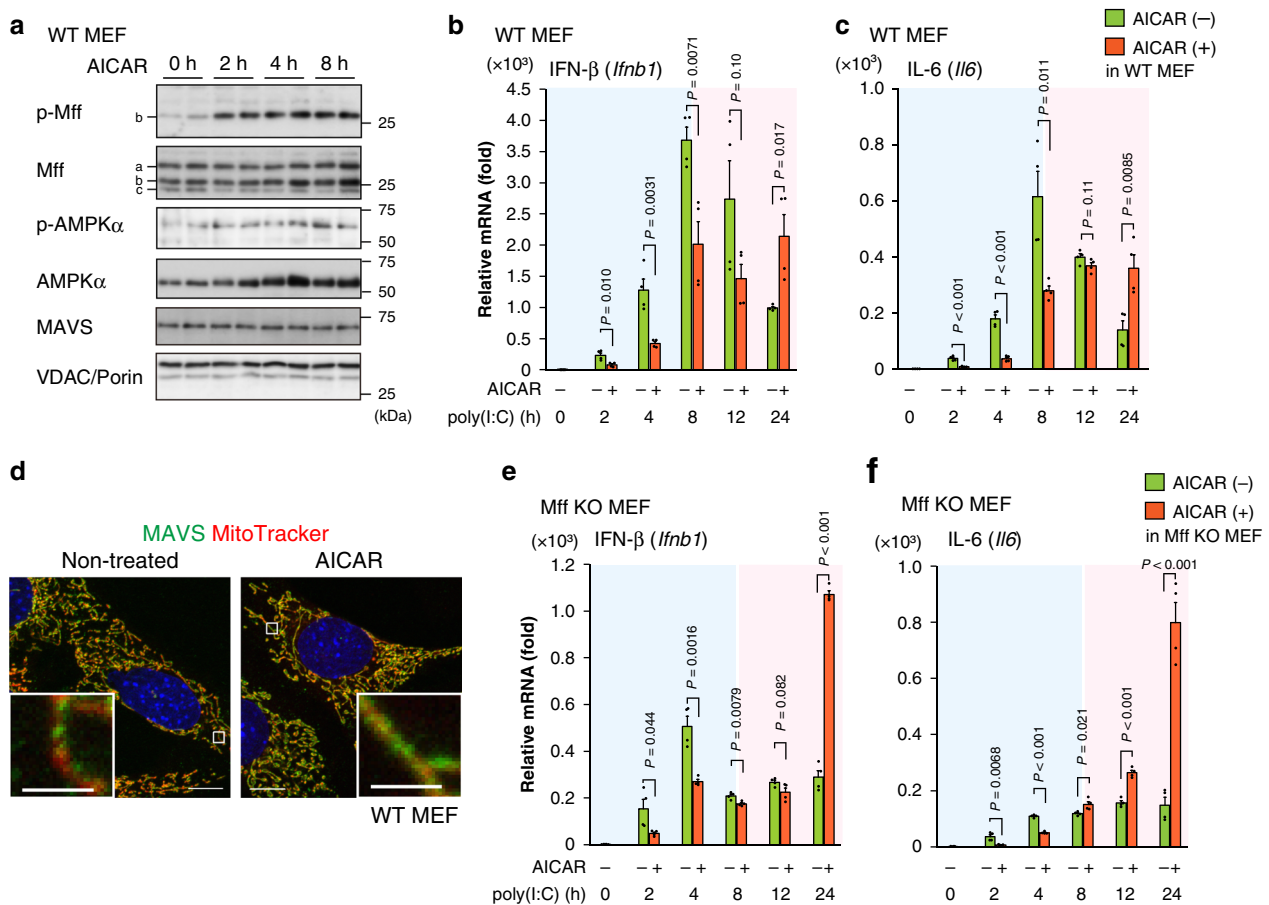 a
WT MEF
AICAR 0 h 2 h 4 h 8 h
p-Mff b 25
Mff a b c 25
p-AMPKα 75 50
AMPKα 50
MAVS 75 50
VDAC/Porin 25
(kDa)
b WT MEF
(×10³) IFN-β (Ifnb1)
Relative mRNA (fold)
4.5
4.0
3.5
3.0
2.5
2.0
1.5
1.0
0.5
0
P = 0.010
P = 0.0031
P = 0.0071
P = 0.10
P = 0.017
AICAR – – + – + – + – + – +
poly(I:C) (h) 0 2 4 8 12 24
c WT MEF
AICAR (–)
AICAR (+)
in WT MEF
(×10³) IL-6 (Il6)
1.0
0.8
0.6
0.4
0.2
0
P < 0.001
P < 0.001
P = 0.011
P = 0.11
P = 0.0085
– – + – + – + – + – +
0 2 4 8 12 24
d
MAVS MitoTracker
Non-treated AICAR
WT MEF
e Mff KO MEF
(×10³) IFN-β (Ifnb1)
Relative mRNA (fold)
1.2
1.0
0.8
0.6
0.4
0.2
0
P = 0.044
P = 0.0016
P = 0.0079
P = 0.082
P < 0.001
AICAR – – + – + – + – + – +
poly(I:C) (h) 0 2 4 8 12 24
f Mff KO MEF
AICAR (–)
AICAR (+)
in Mff KO MEF
(×10³) IL-6 (Il6)
1.0
0.8
0.6
0.4
0.2
0
P = 0.0068
P < 0.001
P = 0.021
P < 0.001
P < 0.001
– – + – + – + – + – +
0 2 4 8 12 24